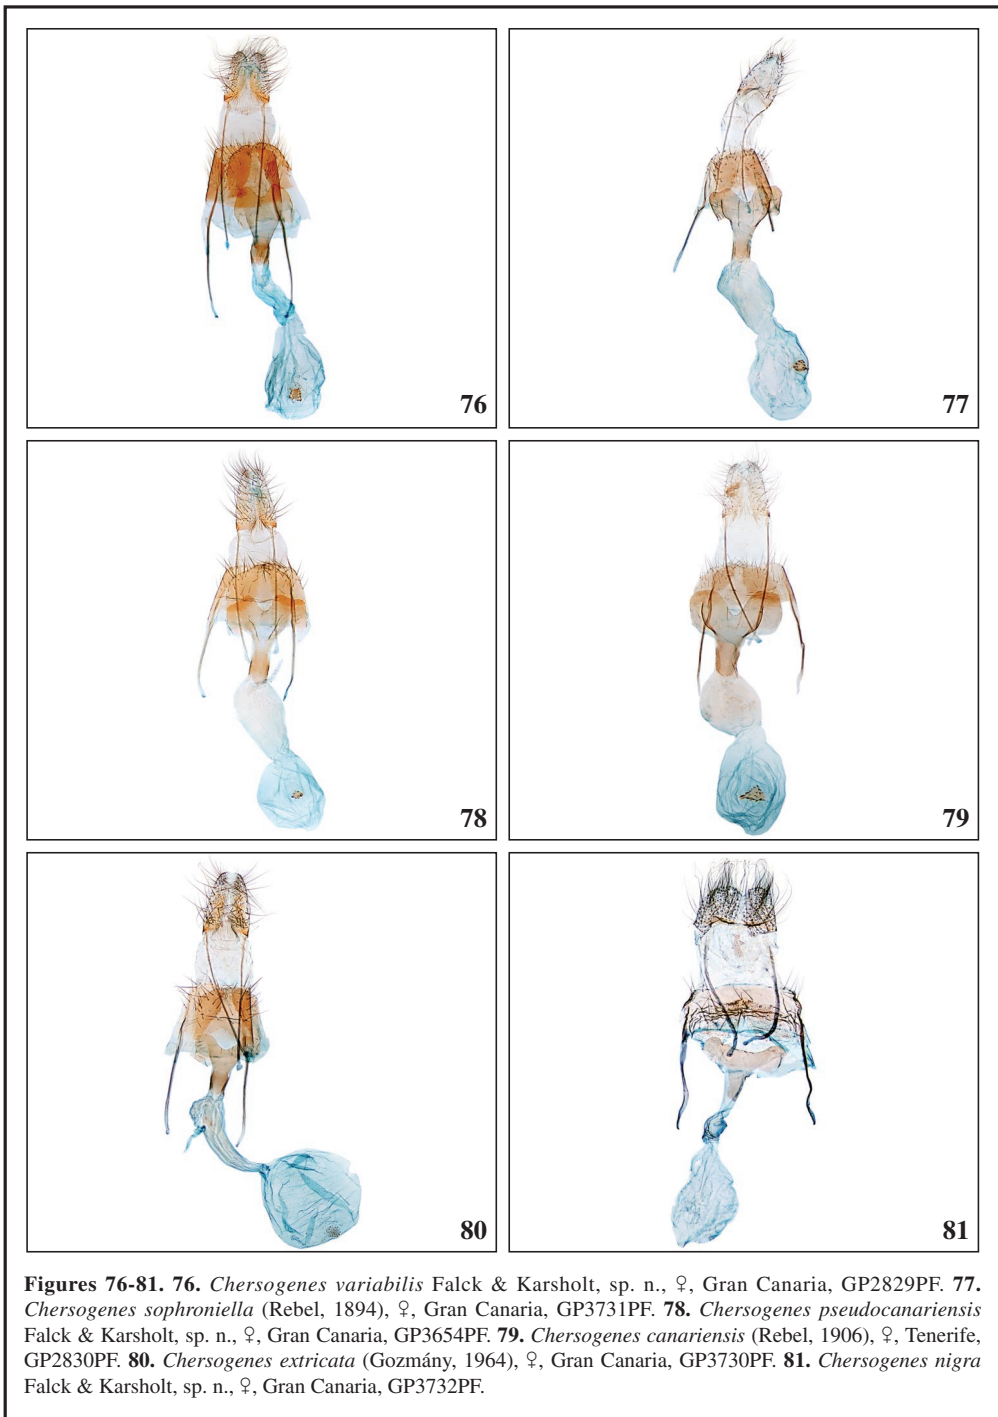 76
77
78
79
80
81
Figures 76-81. 76. Chersogenes variabilis Falck & Karsholt, sp. n., ♀, Gran Canaria, GP2829PF. 77.
Chersogenes sophroniella (Rebel, 1894), ♀, Gran Canaria, GP3731PF. 78. Chersogenes pseudocanariensis
Falck & Karsholt, sp. n., ♀, Gran Canaria, GP3654PF. 79. Chersogenes canariensis (Rebel, 1906), ♀, Tenerife,
GP2830PF. 80. Chersogenes extricata (Gozmány, 1964), ♀, Gran Canaria, GP3730PF. 81. Chersogenes nigra
Falck & Karsholt, sp. n., ♀, Gran Canaria, GP3732PF.